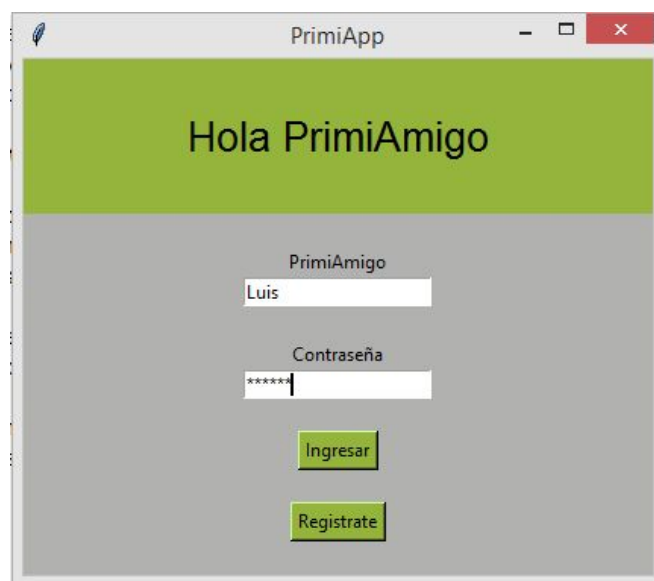 PrimiApp
Hola PrimiAmigo
PrimiAmigo
Luis
Contraseña
******
Ingresar
Registrate